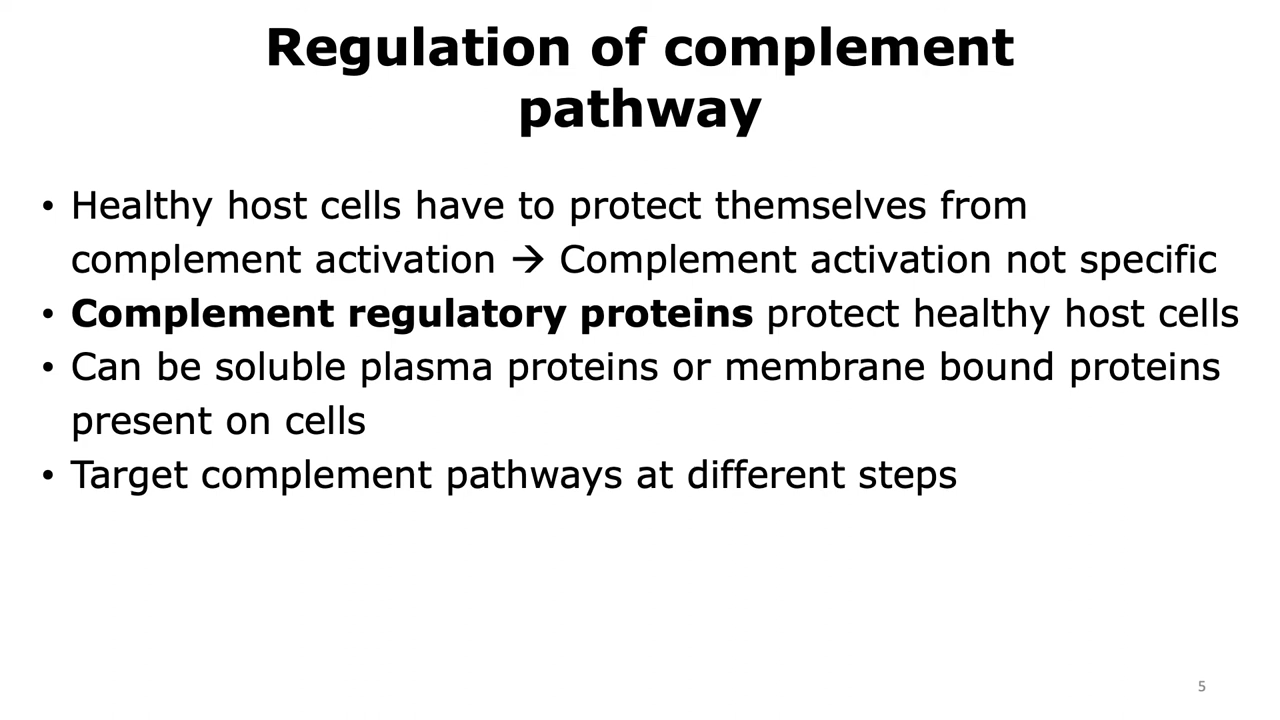 Regulation of complement
pathway
• Healthy host cells have to protect themselves from
complement activation → Complement activation not specific
• Complement regulatory proteins protect healthy host cells
• Can be soluble plasma proteins or membrane bound proteins
present on cells
• Target complement pathways at different steps
5